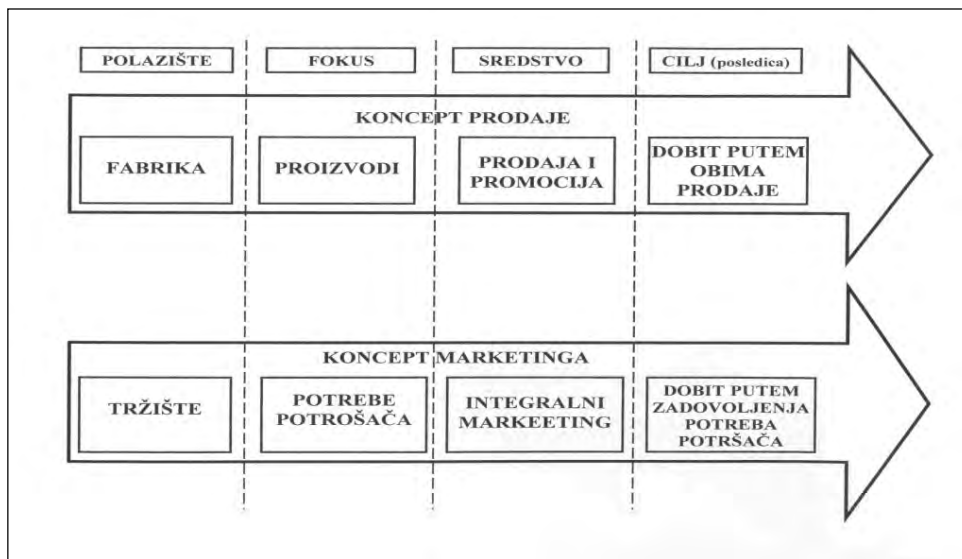 POLAZIŠTE
FOKUS
SREDSTVO
CILJ (posledica)
KONCEPT PRODAJE
FABRIKA
PROIZVODI
PRODAJA I
PROMOCIJA
DOBIT PUTEM
OBIMA
PRODAJE
KONCEPT MARKETINGA
TRŽIŠTE
POTREBE
POTROŠAČA
INTEGRALNI
MARKEETING
DOBIT PUTEM
ZADOVOLJENJA
POTREBA
POTRŠAČA